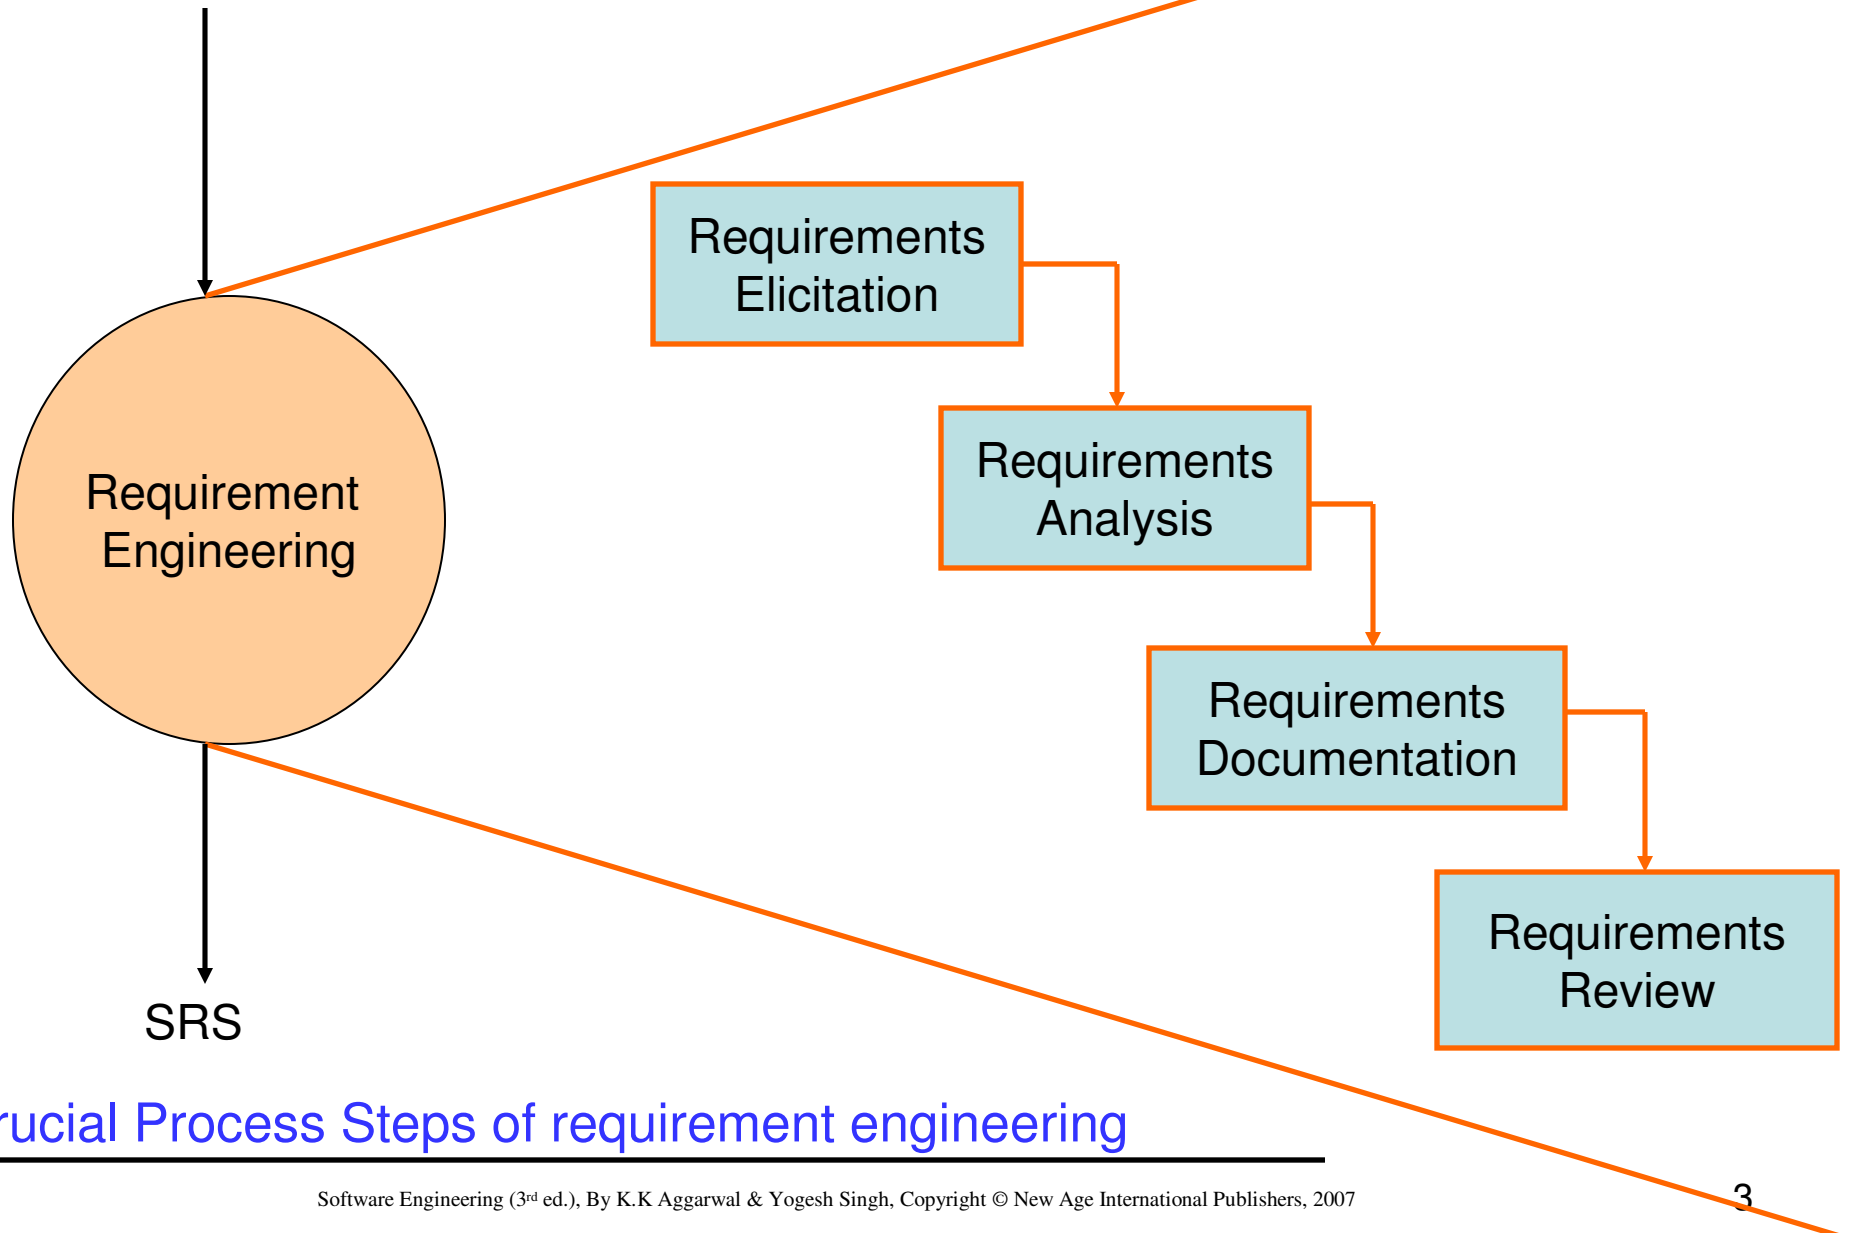 Requirements
Elicitation
Requirements
Analysis
Requirement
Engineering
Requirements
Documentation
Requirements
Review
SRS
rucial Process Steps of requirement engineering
Software Engineering (3rd ed.), By K.K Aggarwal & Yogesh Singh, Copyright © New Age International Publishers, 2007
3